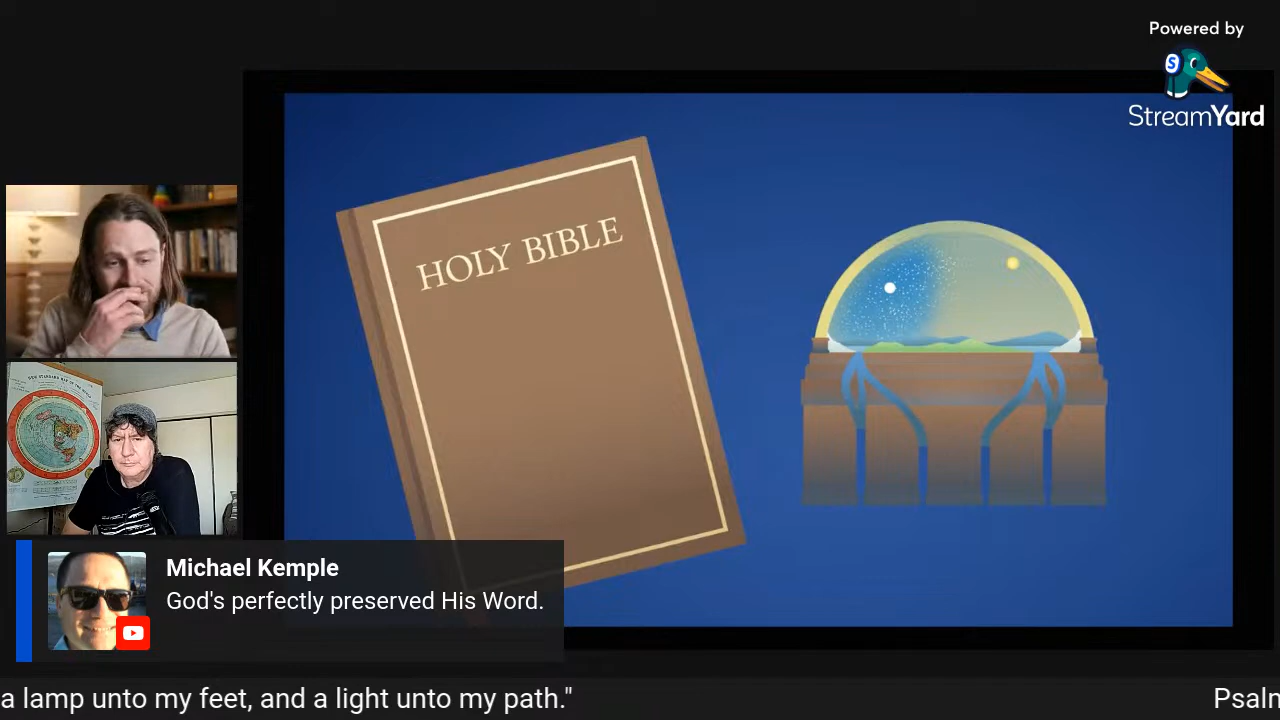 Powered by
S
StreamYard
HOLY BIBLE
Michael Kemple
God's perfectly preserved His Word.
a lamp unto my feet, and a light unto my path."
Psalm